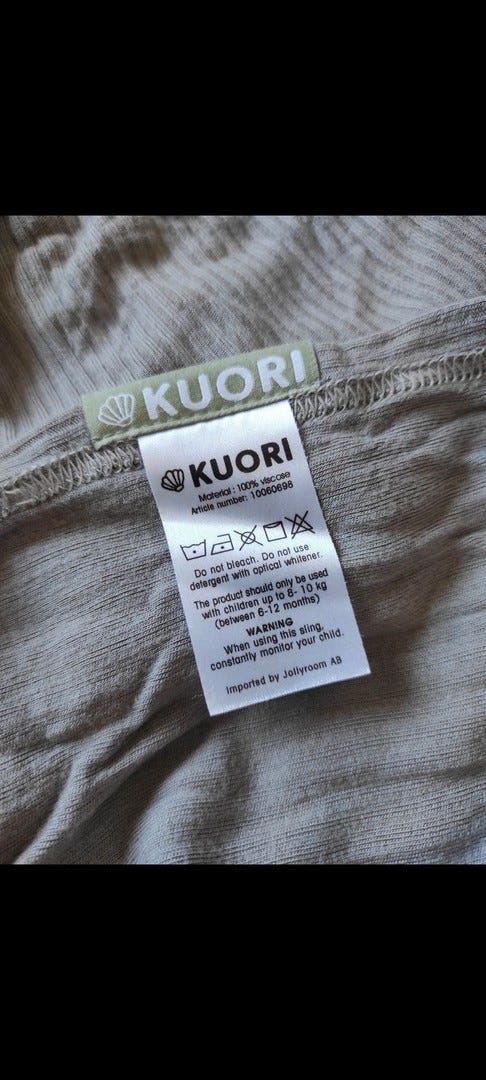 KUORI
KUORI
Material: 100% viscose
Article number: 10060698
Do not bleach. Do not use
detergent with optical whitener.
The product should only be used
with children up to 8- 10 kg
(between 6-12 months)
WARNING
When using this sling,
constantly monitor your child.
Imported by Jollyroom AB